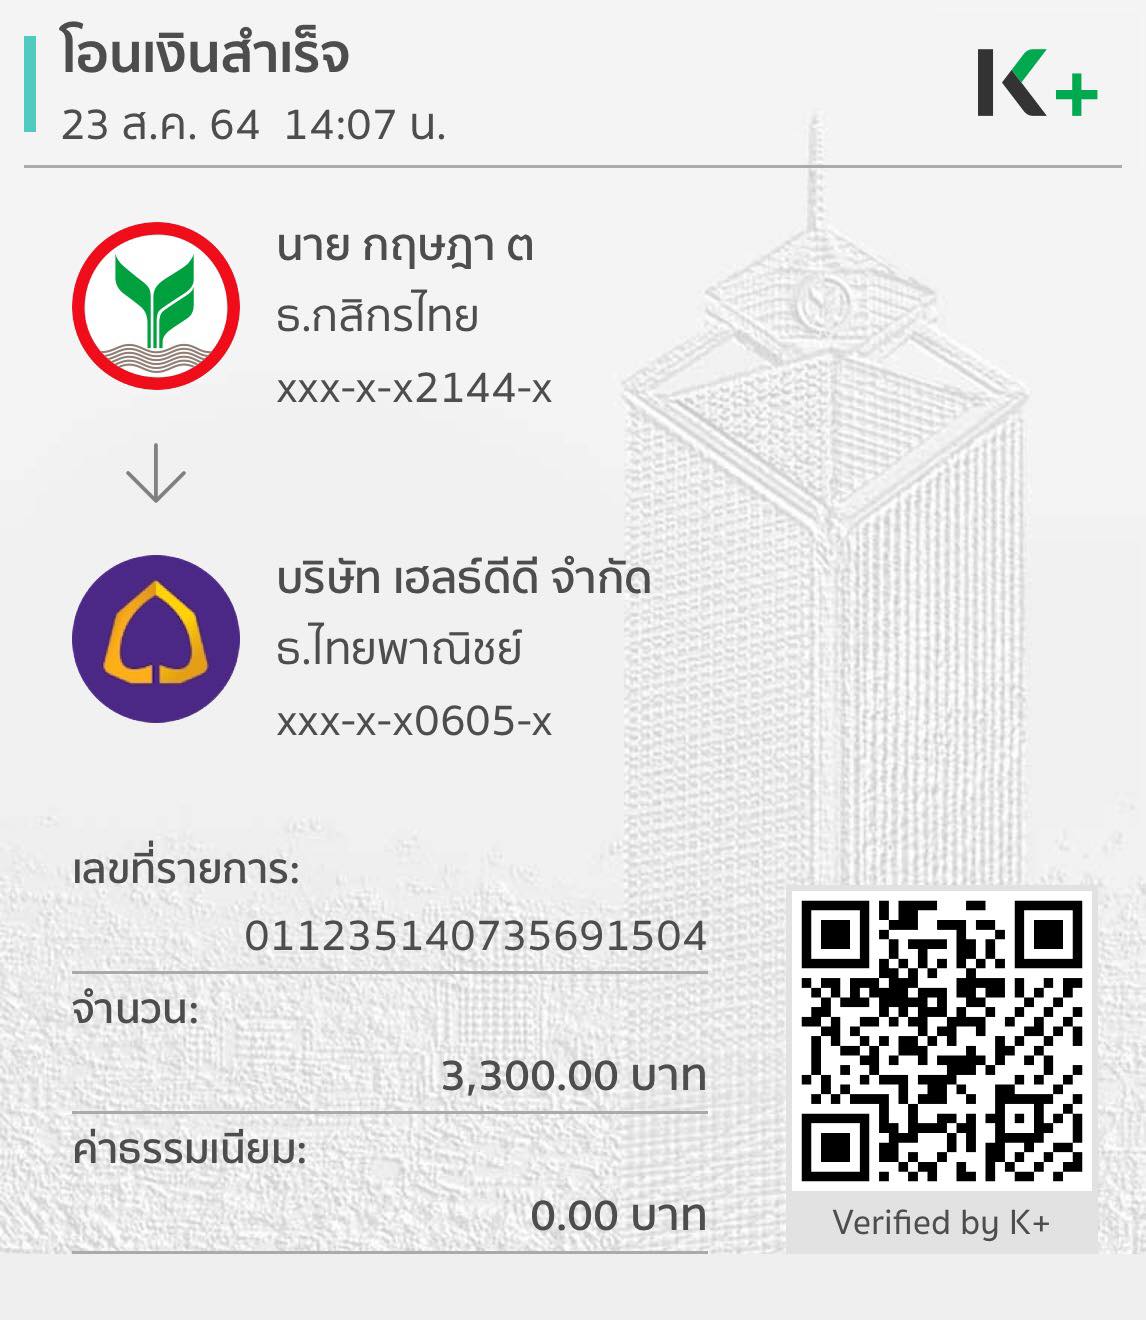 โอนเงินสำเร็จ
23 ส.ค. 64 14:07 น.
K+
นาย กฤษฎา ต
ธ.กสิกรไทย
xxx-x-x2144-x
บริษัท เฮลธ์ดีดี จำกัด
ธ.ไทยพาณิชย์
xxx-x-x0605-x
เลขที่รายการ:
011235140735691504
จำนวน:
3,300.00 บาท
ค่าธรรมเนียม:
0.00 บาท
Verified by K+